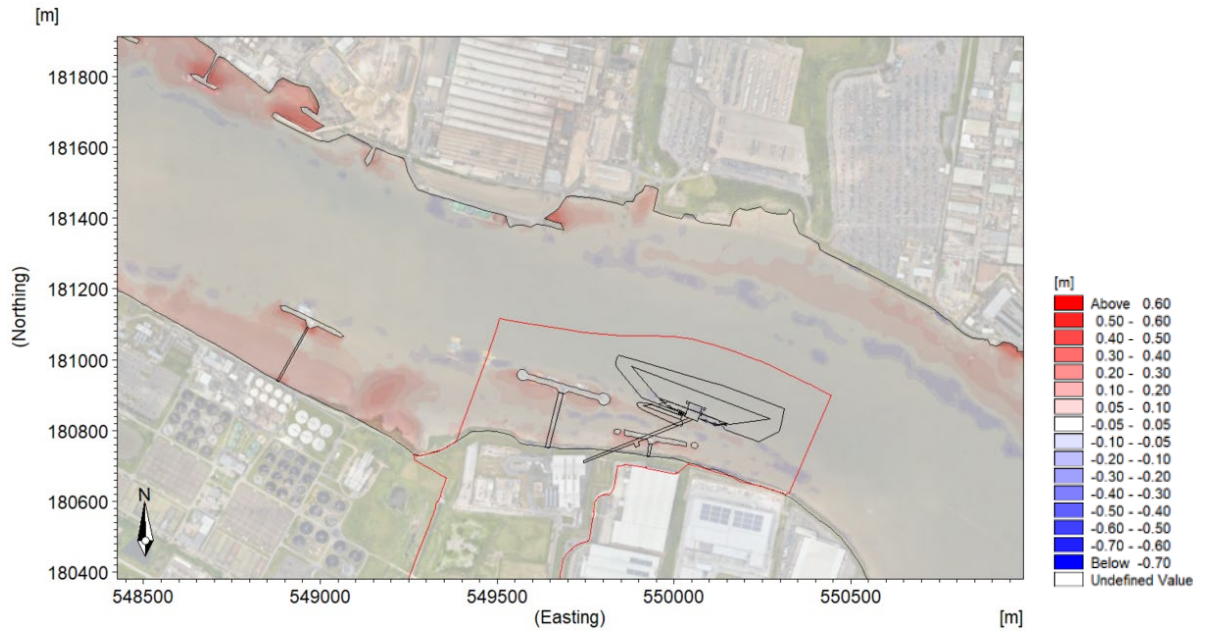 [m]
181800
181600
181400
181200
181000
180800
180600
180400
(Northing)
N
548500 549000 549500 550000 550500
(Easting) [m]
[m]
Above 0.60
0.50 - 0.60
0.40 - 0.50
0.30 - 0.40
0.20 - 0.30
0.10 - 0.20
0.05 - 0.10
-0.05 - 0.05
-0.10 - -0.05
-0.20 - -0.10
-0.30 - -0.20
-0.40 - -0.30
-0.50 - -0.40
-0.60 - -0.50
-0.70 - -0.60
Below -0.70
Undefined Value